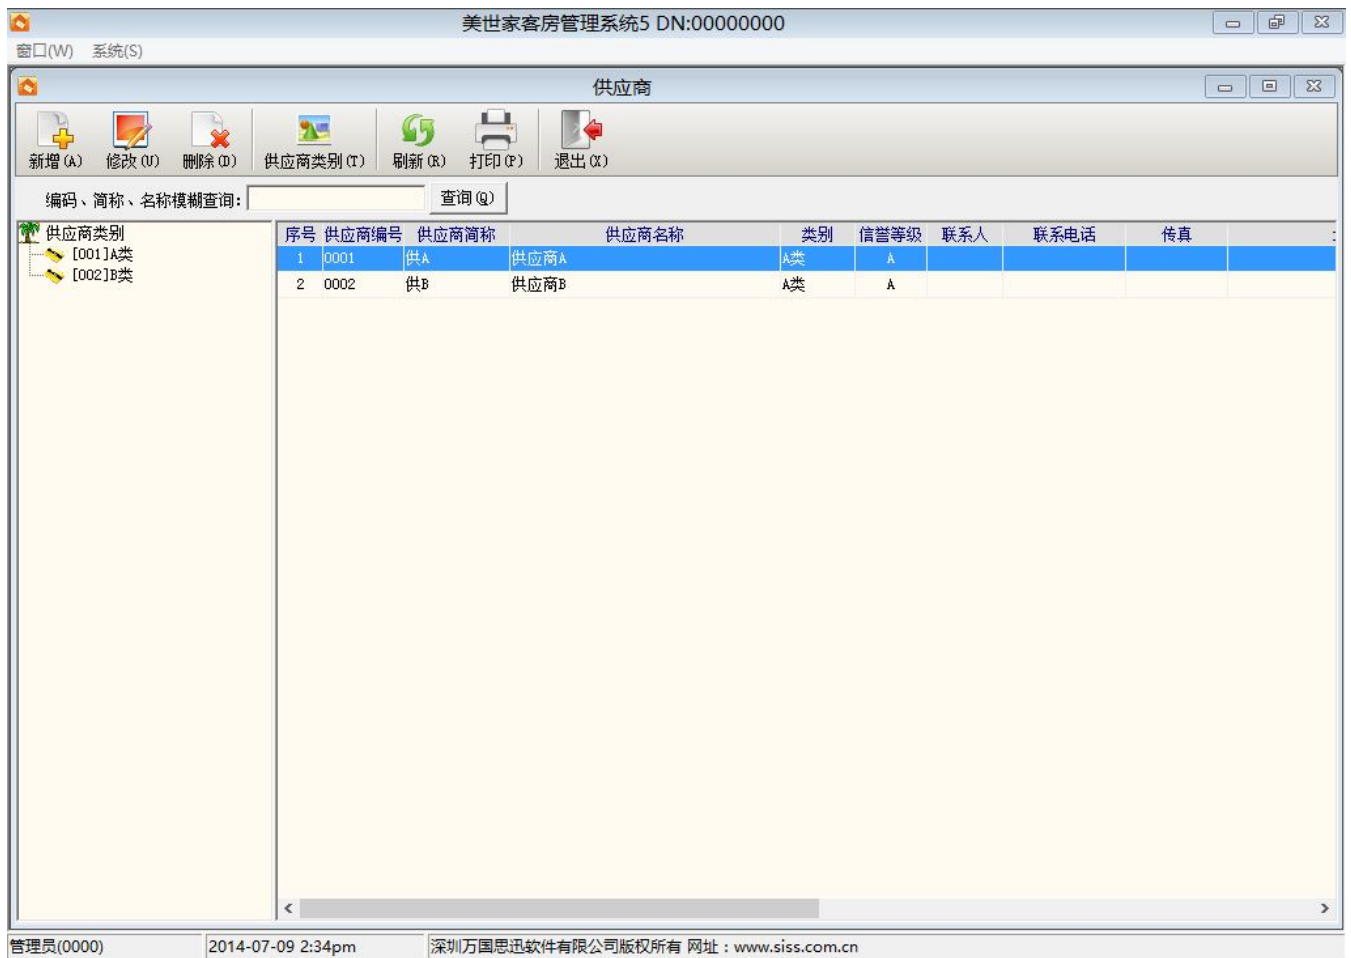 美世家客房管理系统5 DN:00000000
窗口(W) 系统(S)
供应商
新增(A) 修改(U) 删除(D) 供应商类别(T) 刷新(R) 打印(P) 退出(X)
编码、简称、名称模糊查询: 查询(Q)
供应商类别
[001]A类
[002]B类
序号 供应商编号 供应商简称 供应商名称 类别 信誉等级 联系人 联系电话 传真
1 0001 供A 供应商A A类 A
2 0002 供B 供应商B A类 A
管理员(0000) 2014-07-09 2:34pm 深圳万国思迅软件有限公司版权所有 网址：www.siss.com.cn